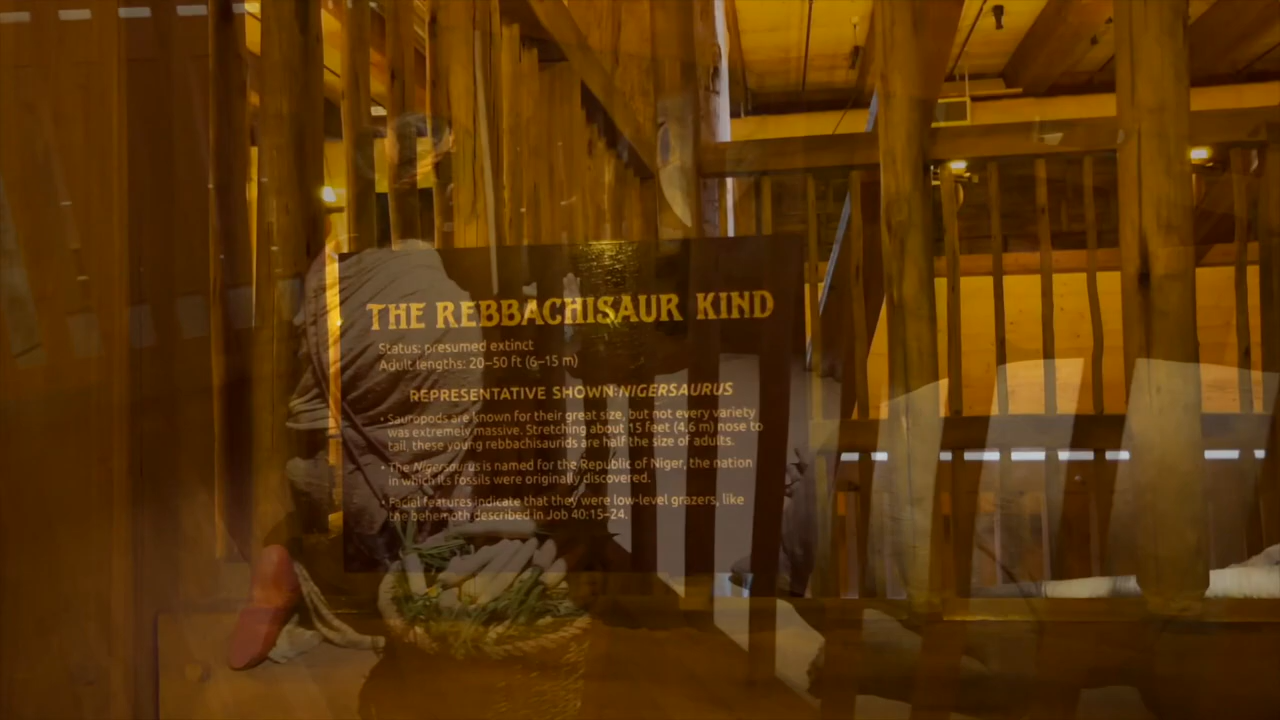 THE REBBACHISAUR KIND
Status: presumed extinct
Adult lengths: 20–50 ft (6–15 m)
REPRESENTATIVE SHOWN: NIGERSAURUS
• Sauropods are known for their great size, but not every variety
was extremely massive. Stretching about 15 feet (4.6 m) nose to
tail, these young rebbachisaurids are half the size of adults.
• The Nigersaurus is named for the Republic of Niger, the nation
in which its fossils were originally discovered.
• Facial features indicate that they were low-level grazers, like
the behemoth described in Job 40:15–24.